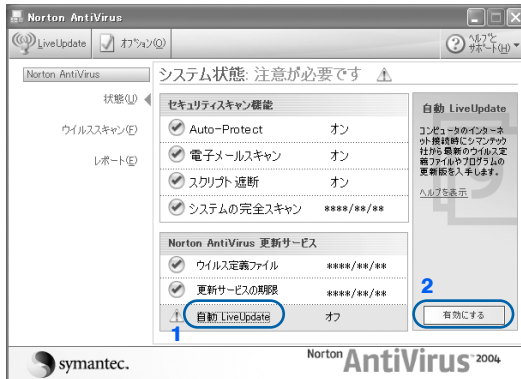 Norton AntiVirus
LiveUpdate
オプション(O)
ヘルプと
サポート(H)
Norton AntiVirus
状態(U)
ウイルススキャン(F)
レポート(E)
システム状態: 注意が必要です
セキュリティスキャン機能
Auto-Protect オン
電子メールスキャン オン
スクリプト遮断 オン
システムの完全スキャン ****/**/**
Norton AntiVirus 更新サービス
ウイルス定義ファイル ****/**/**
更新サービスの期限 ****/**/**
自動 LiveUpdate オフ
1
自動 LiveUpdate
コンピュータのインターネ
ット接続時にシマンテック
社から最新のウイルス定
義ファイルやプログラムの
更新版を入手します。
ヘルプを表示
2
有効にする
symantec.
Norton AntiVirus 2004